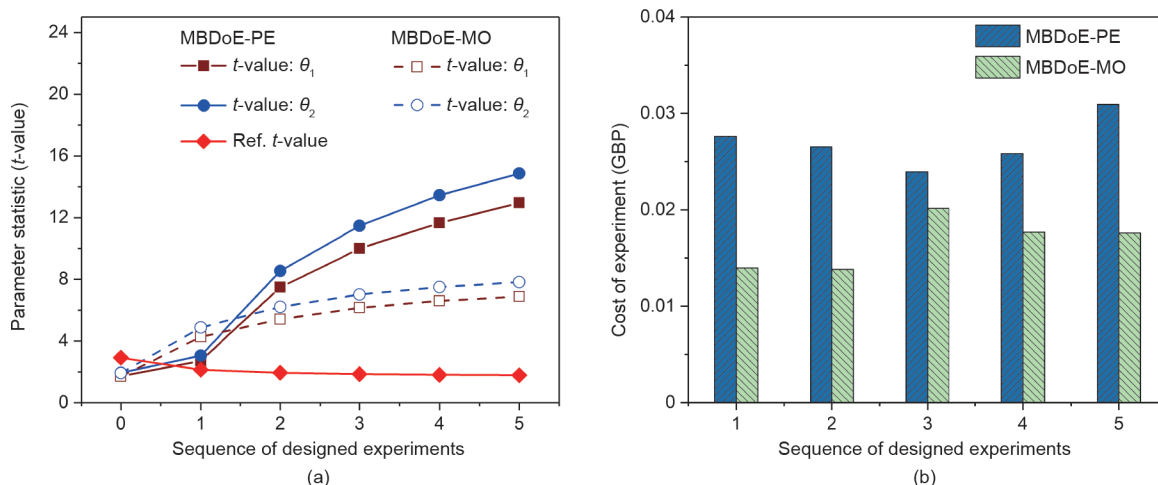 24
20
16
12
8
4
0
Parameter statistic (t-value)
MBDoE-PE MBDoE-MO
t-value: θ1 t-value: θ1
t-value: θ2 t-value: θ2
Ref. t-value
0 1 2 3 4 5
Sequence of designed experiments
(a)
0.04
0.03
0.02
0.01
0
Cost of experiment (GBP)
MBDoE-PE
MBDoE-MO
1 2 3 4 5
Sequence of designed experiments
(b)